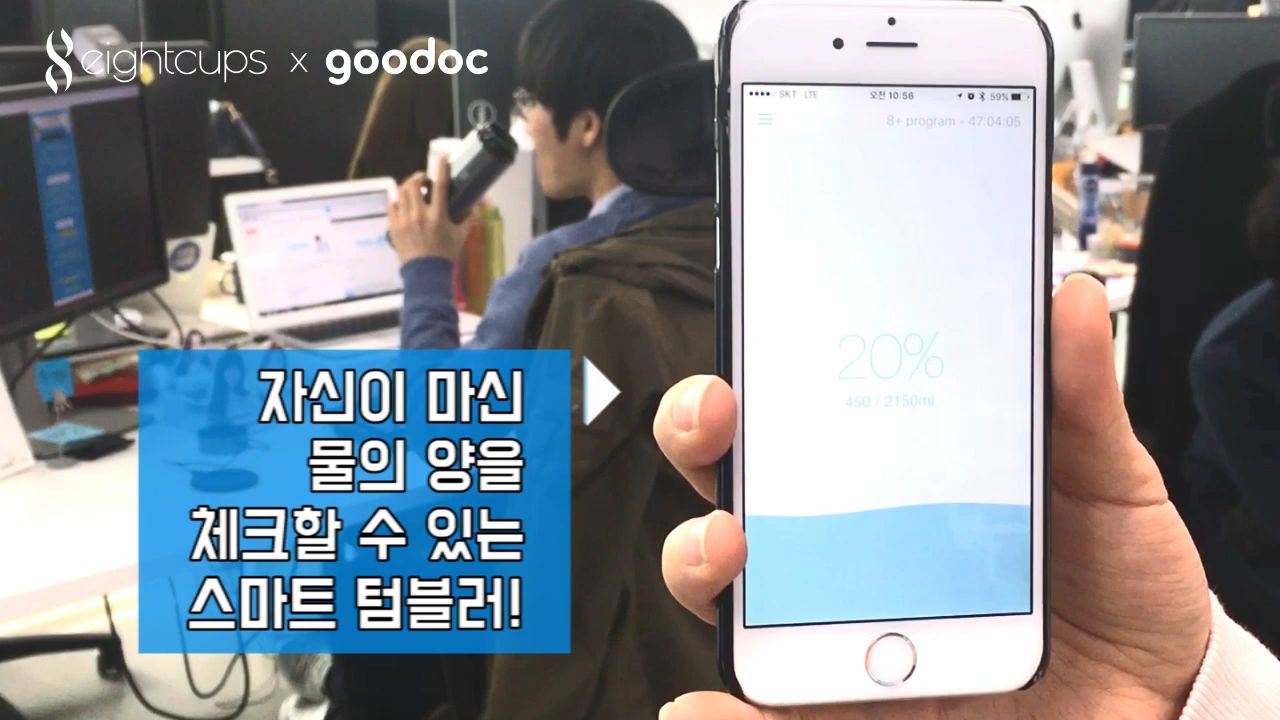 eightcups x goodoc
SKT LTE 오전 10:56 59%
8+ program - 47:04:05
20%
450 / 2150ml
자신이 마신
물의 양을
체크할 수 있는
스마트 텀블러!